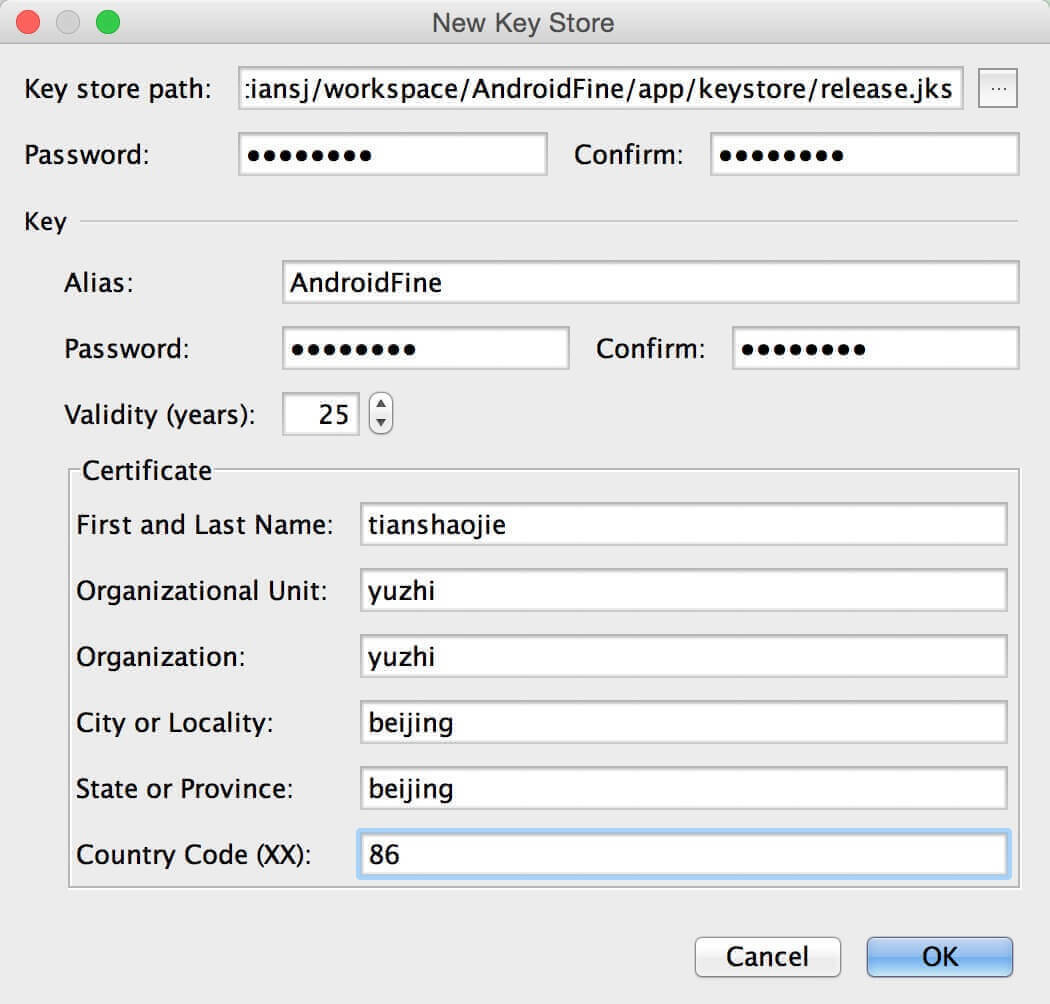 New Key Store
Key store path: :iansj/workspace/AndroidFine/app/keystore/release.jks ...
Password: •••••••• Confirm: ••••••••
Key
Alias: AndroidFine
Password: •••••••• Confirm: ••••••••
Validity (years): 25
Certificate
First and Last Name: tianshaojie
Organizational Unit: yuzhi
Organization: yuzhi
City or Locality: beijing
State or Province: beijing
Country Code (XX): 86
Cancel OK